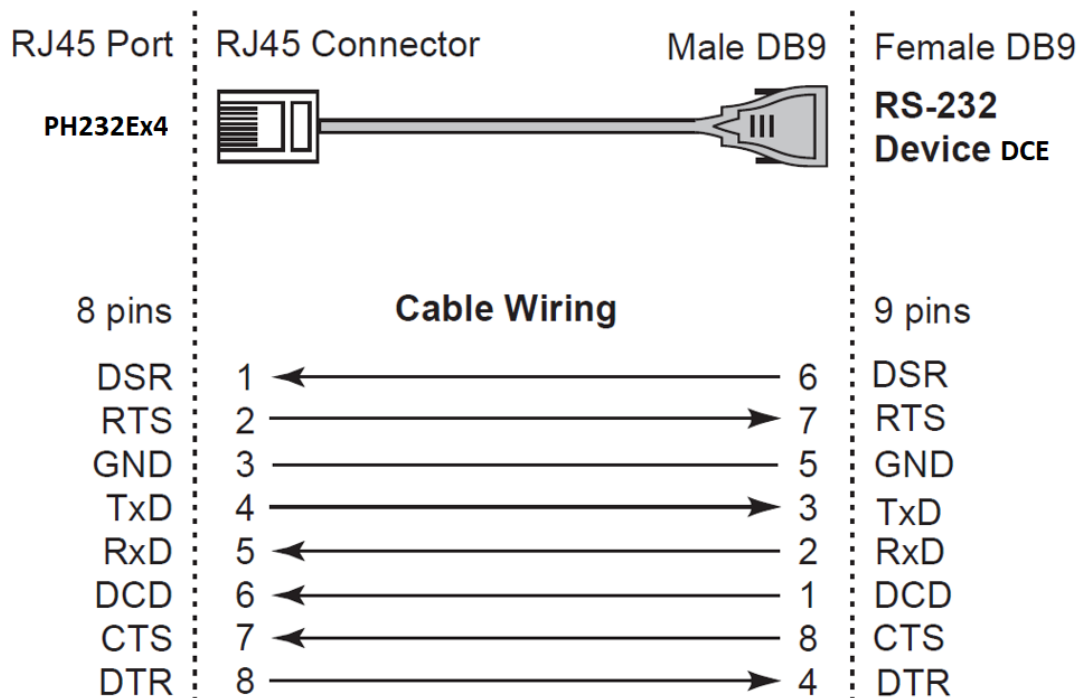 RJ45 Port RJ45 Connector Male DB9 Female DB9
PH232Ex4 RS-232
Device DCE
8 pins Cable Wiring 9 pins
DSR 1 6 DSR
RTS 2 7 RTS
GND 3 5 GND
TxD 4 3 TxD
RxD 5 2 RxD
DCD 6 1 DCD
CTS 7 8 CTS
DTR 8 4 DTR